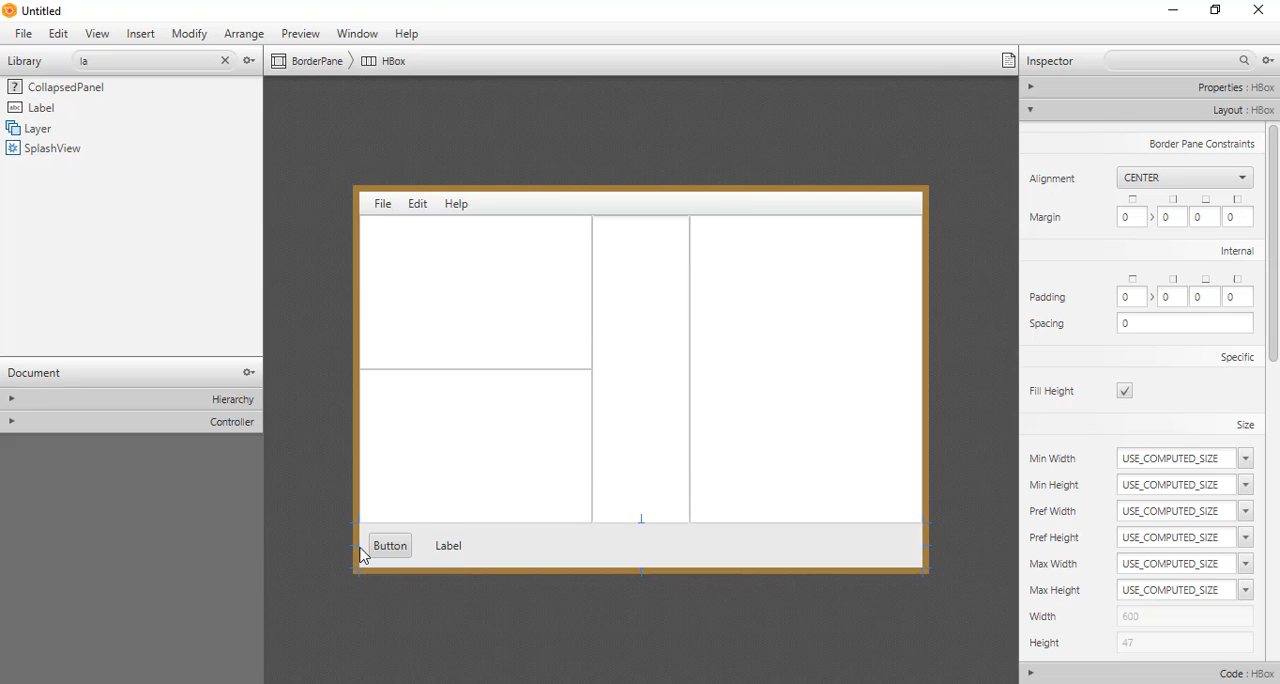 Untitled
File Edit View Insert Modify Arrange Preview Window Help
Library la
BorderPane HBox
Inspector
CollapsedPanel
abc Label
Layer
SplashView
Document
Hierarchy
Controller
File Edit Help
Button Label
Properties : HBox
Layout : HBox
Border Pane Constraints
Alignment CENTER
Margin 0 0 0 0
Internal
Padding 0 0 0 0
Spacing 0
Specific
Fill Height
Size
Min Width USE_COMPUTED_SIZE
Min Height USE_COMPUTED_SIZE
Pref Width USE_COMPUTED_SIZE
Pref Height USE_COMPUTED_SIZE
Max Width USE_COMPUTED_SIZE
Max Height USE_COMPUTED_SIZE
Width 600
Height 47
Code : HBox